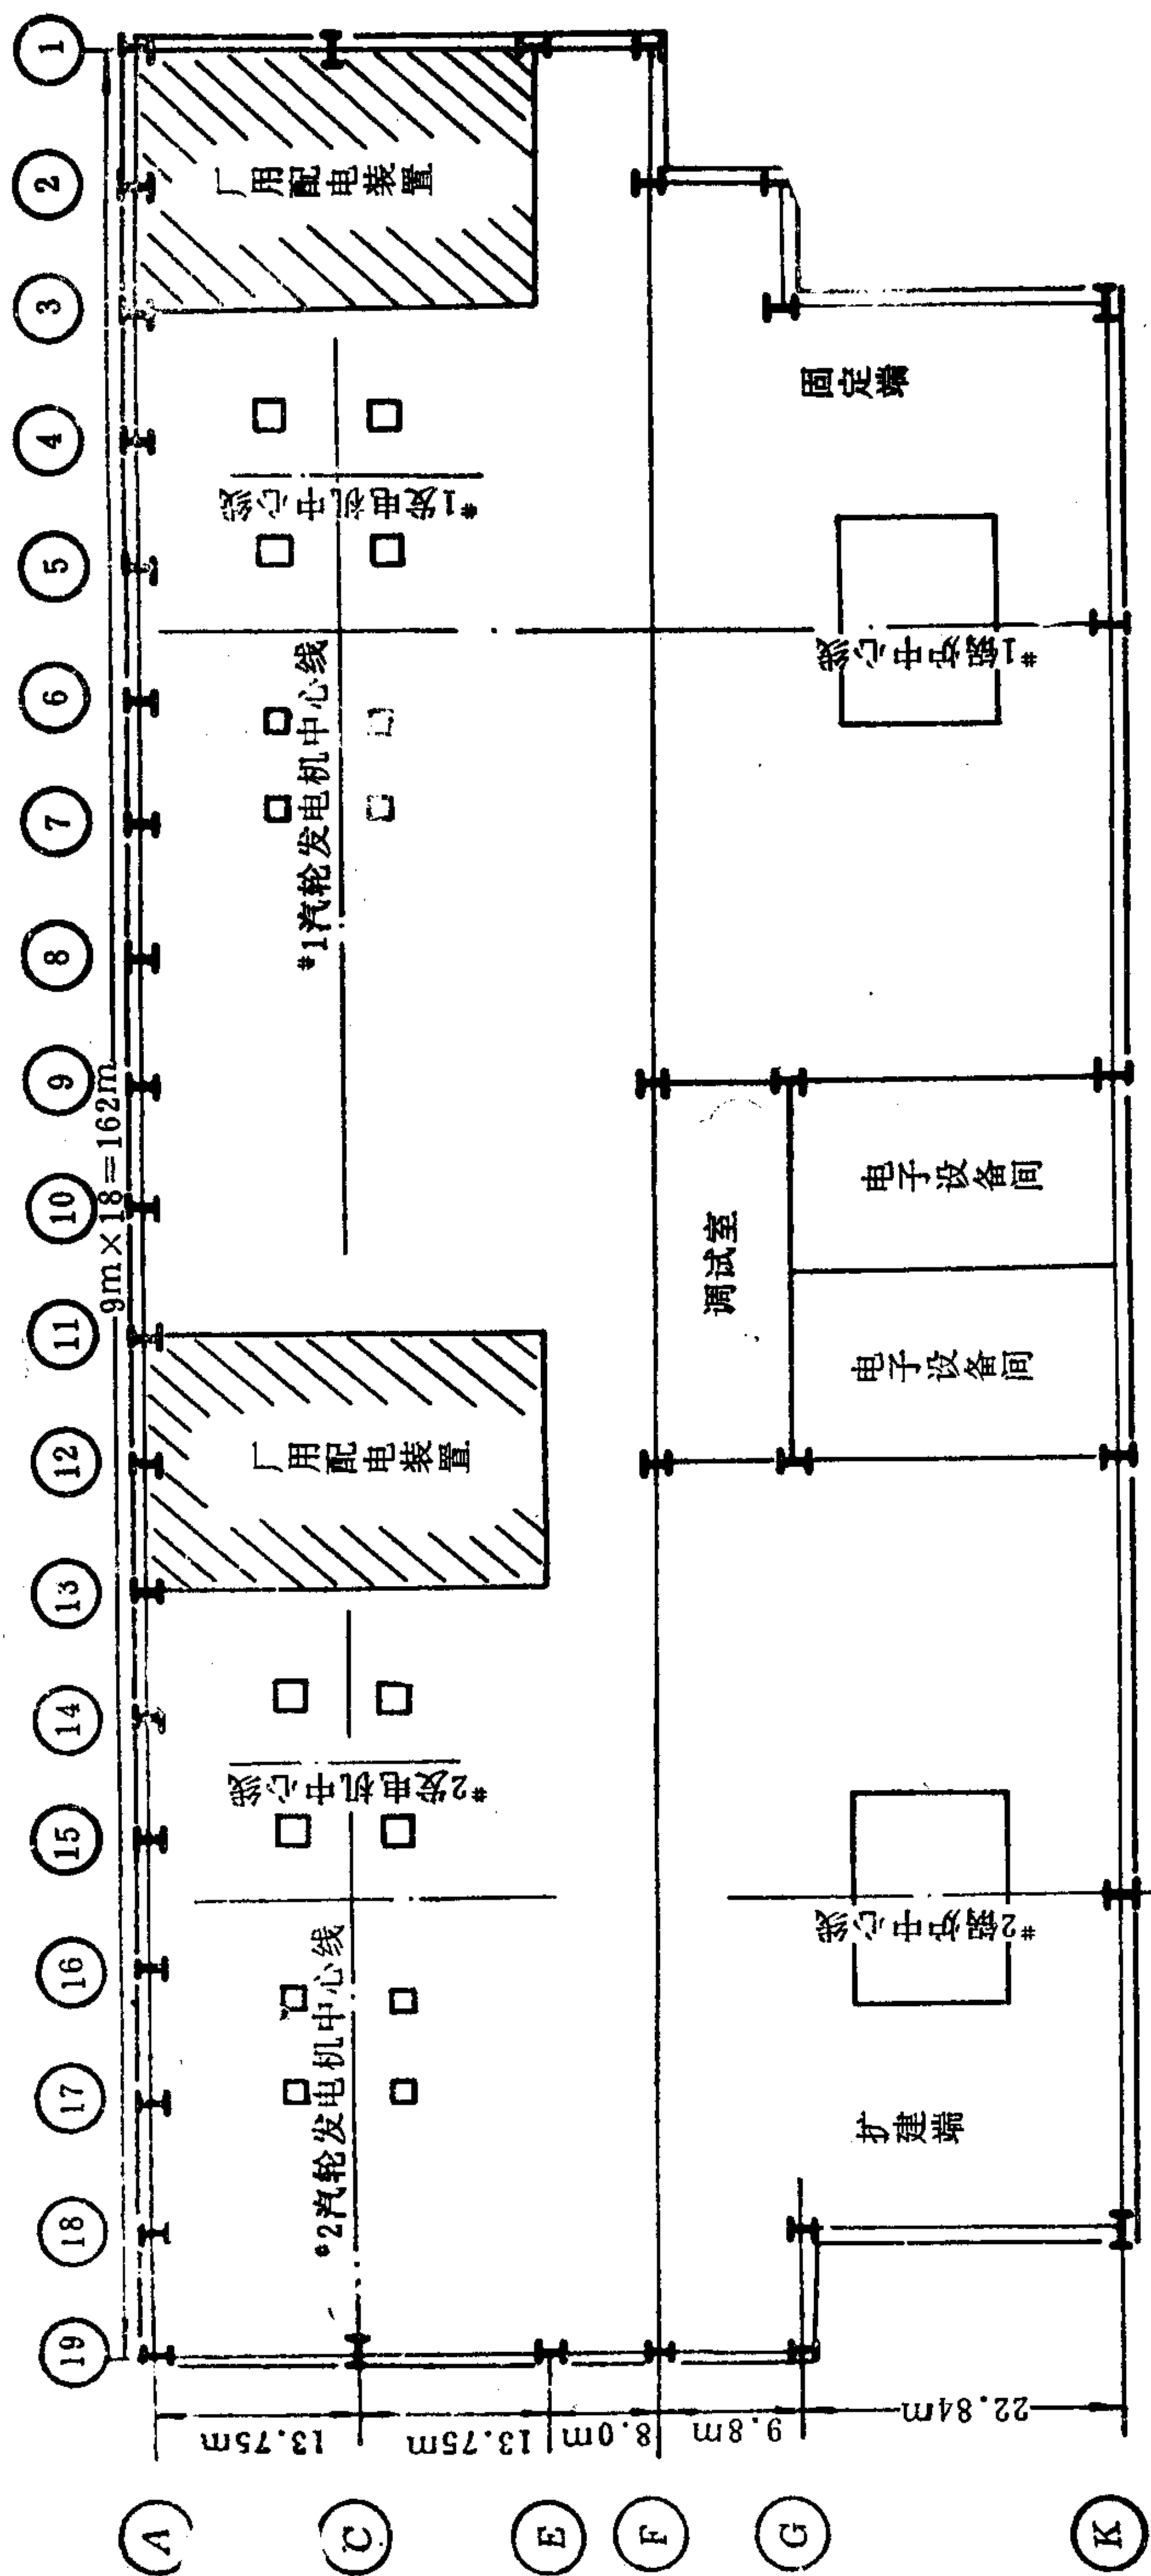 1
2
3
4
5
6
7
8
9
10
11
12
13
14
15
16
17
18
19
9m×18=162m
厂用配电装置
#1发电机中心线
#1汽轮发电机中心线
厂用配电装置
#2发电机中心线
#2汽轮发电机中心线
固定端
#1锅炉中心线
调试室
电子设备间
电子设备间
#2锅炉中心线
扩建端
13.75m
13.75m
8.0m
9.8m
22.84m
A
C
E
F
G
K